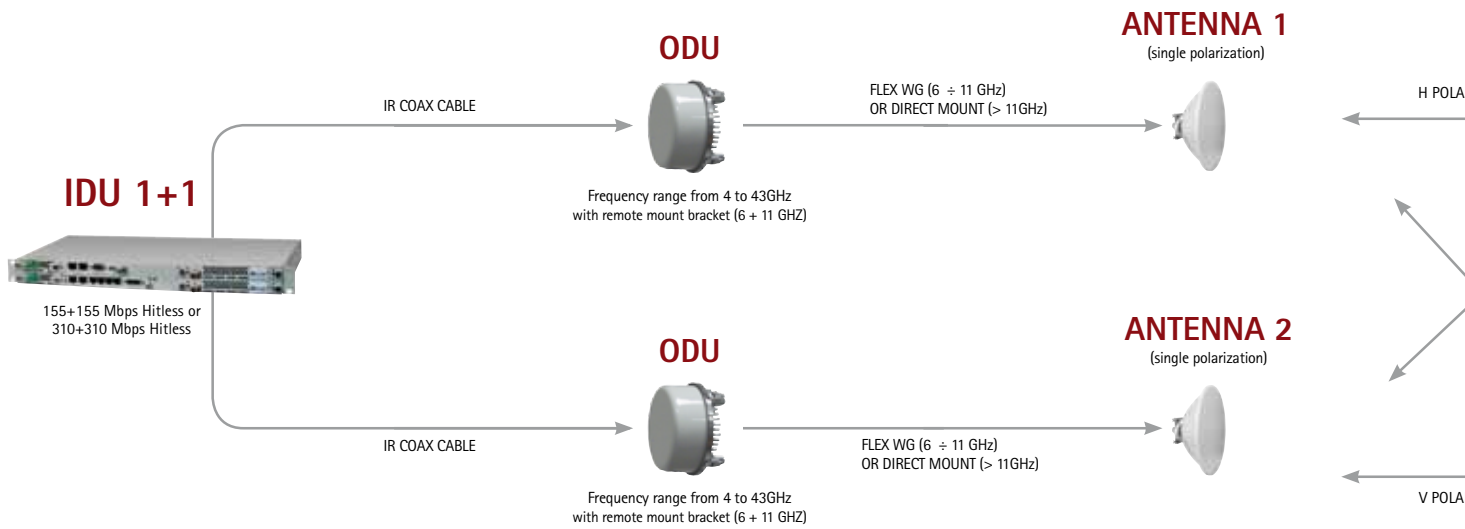 ANTENNA 1
(single polarization)
ODU
FLEX WG (6 ÷ 11 GHz)
OR DIRECT MOUNT (> 11GHz)
IR COAX CABLE
H POLA
Frequency range from 4 to 43GHz
with remote mount bracket (6 + 11 GHZ)
IDU 1+1
155+155 Mbps Hitless or
310+310 Mbps Hitless
ANTENNA 2
(single polarization)
ODU
IR COAX CABLE
FLEX WG (6 ÷ 11 GHz)
OR DIRECT MOUNT (> 11GHz)
V POLA
Frequency range from 4 to 43GHz
with remote mount bracket (6 + 11 GHZ)